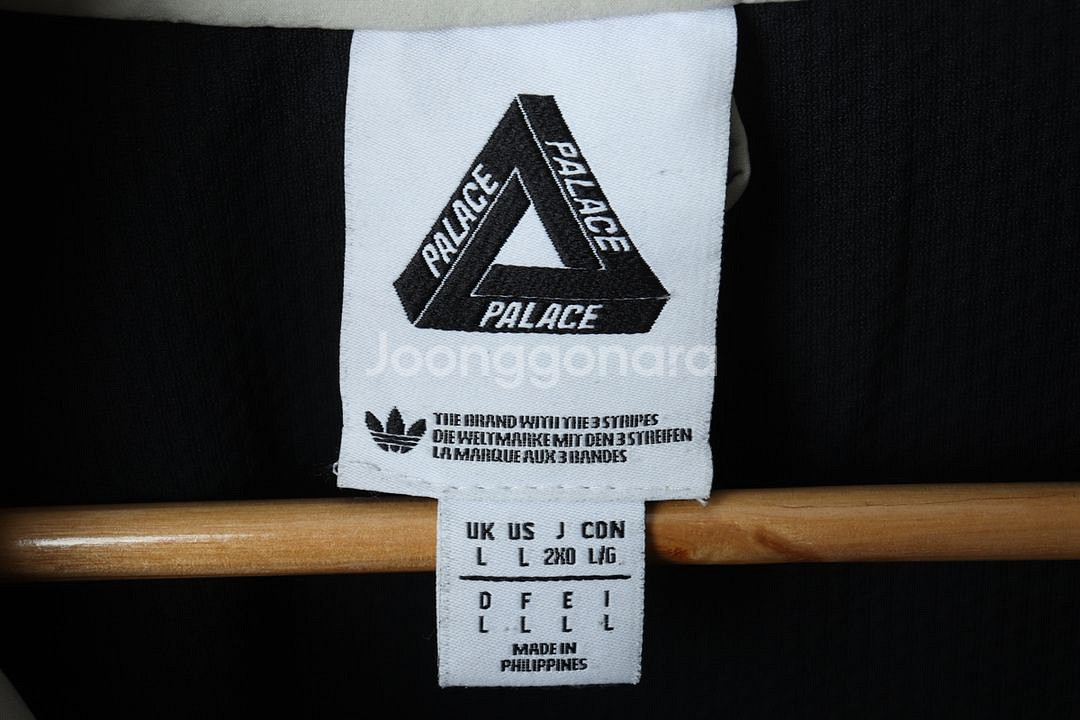 PALACE
PALACE
PALACE
Joonggonara
THE BRAND WITH THE 3 STRIPES
DIE WELTMARKE MIT DEN 3 STREIFEN
LA MARQUE AUX 3 BANDES
UK US J CDN
L L 2XO L/G
D F E I
L L L L
MADE IN
PHILIPPINES